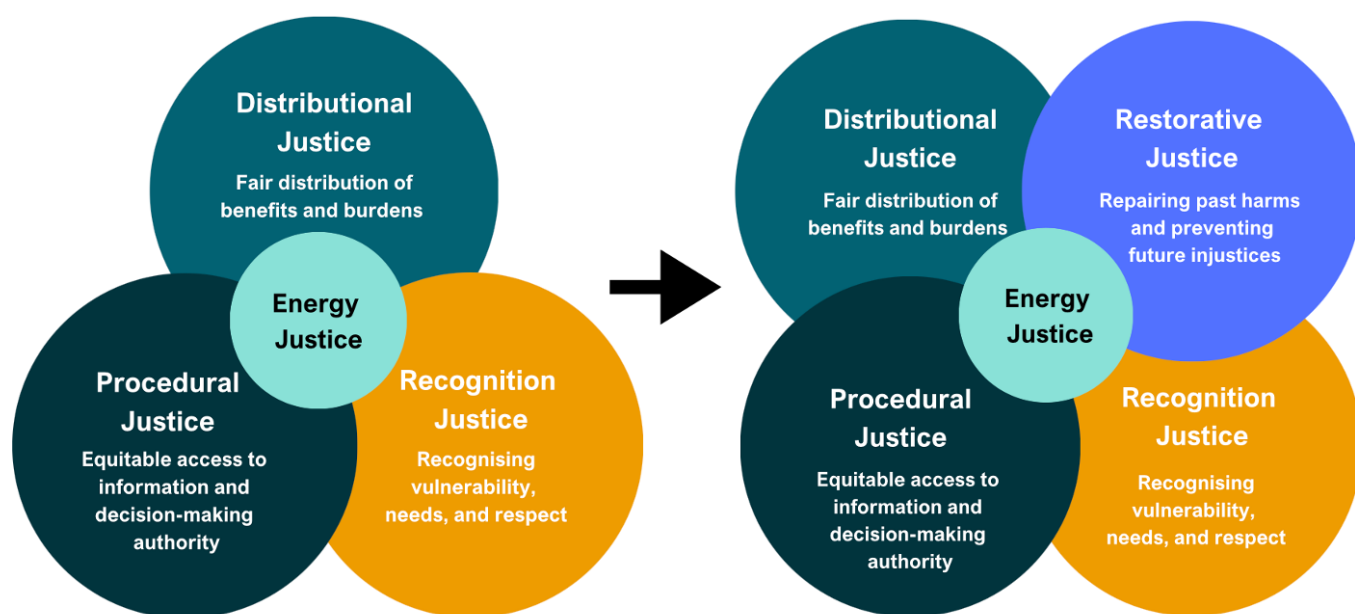 Distributional
Justice
Fair distribution of
benefits and burdens
Energy
Justice
Procedural
Justice
Equitable access to
information and
decision-making
authority
Recognition
Justice
Recognising
vulnerability,
needs, and respect
Distributional
Justice
Fair distribution of
benefits and burdens
Restorative
Justice
Repairing past harms
and preventing
future injustices
Energy
Justice
Procedural
Justice
Equitable access to
information and
decision-making
authority
Recognition
Justice
Recognising
vulnerability,
needs, and respect